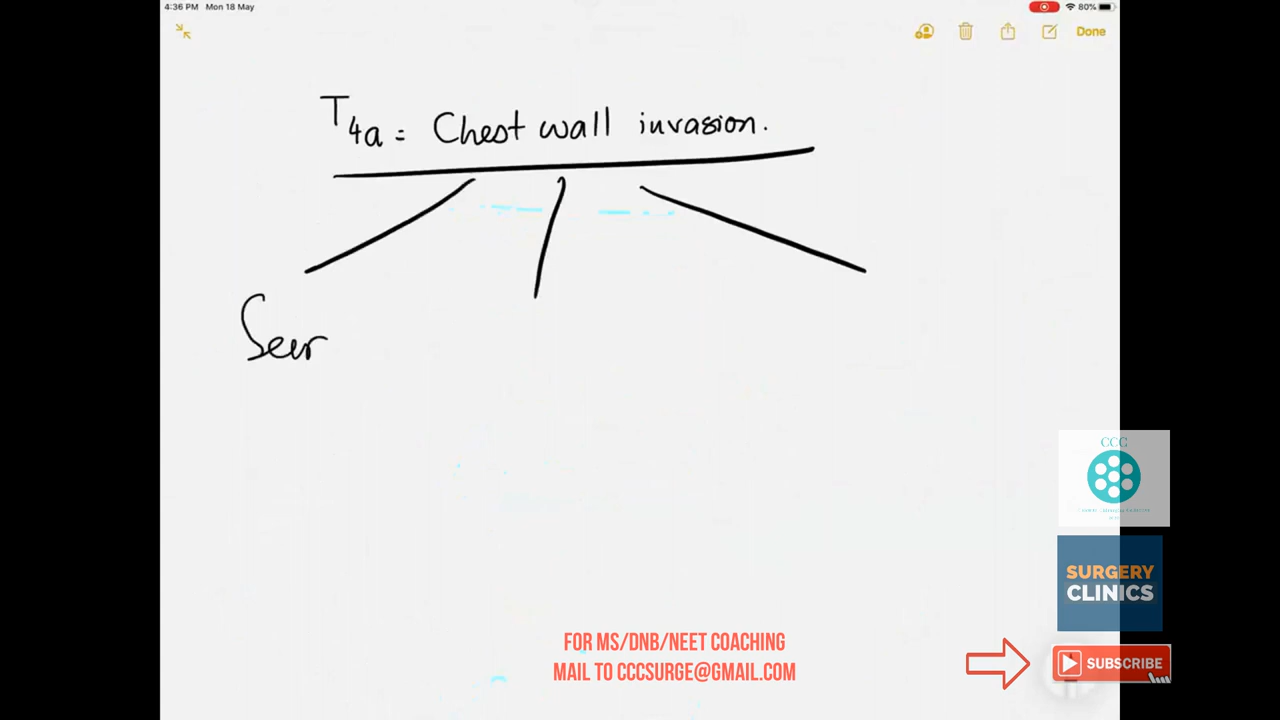 4:36 PM Mon 18 May
80%
Done
T4a = Chest wall invasion.
Serr
CCC
SURGERY
CLINICS
FOR MS/DNB/NEET COACHING
MAIL TO CCCSURGE@GMAIL.COM
SUBSCRIBE